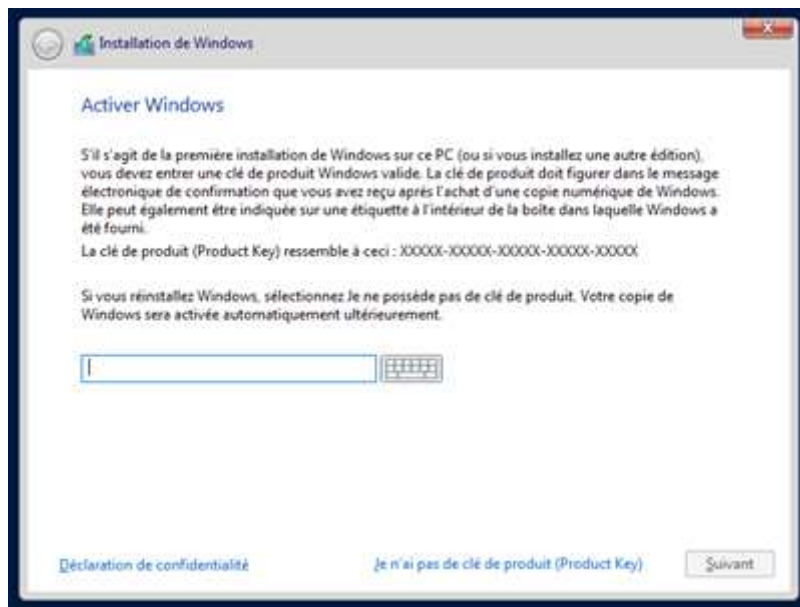 Installation de Windows
Activer Windows
S'il s'agit de la première installation de Windows sur ce PC (ou si vous installez une autre édition),
vous devez entrer une clé de produit Windows valide. La clé de produit doit figurer dans le message
électronique de confirmation que vous avez reçu après l'achat d'une copie numérique de Windows.
Elle peut également être indiquée sur une étiquette à l'intérieur de la boîte dans laquelle Windows a
été fourni.
La clé de produit (Product Key) ressemble à ceci : XXXXX-XXXXX-XXXXX-XXXXX-XXXXX
Si vous réinstallez Windows, sélectionnez Je ne possède pas de clé de produit. Votre copie de
Windows sera activée automatiquement ultérieurement.
Déclaration de confidentialité
Je n'ai pas de clé de produit (Product Key)
Suivant